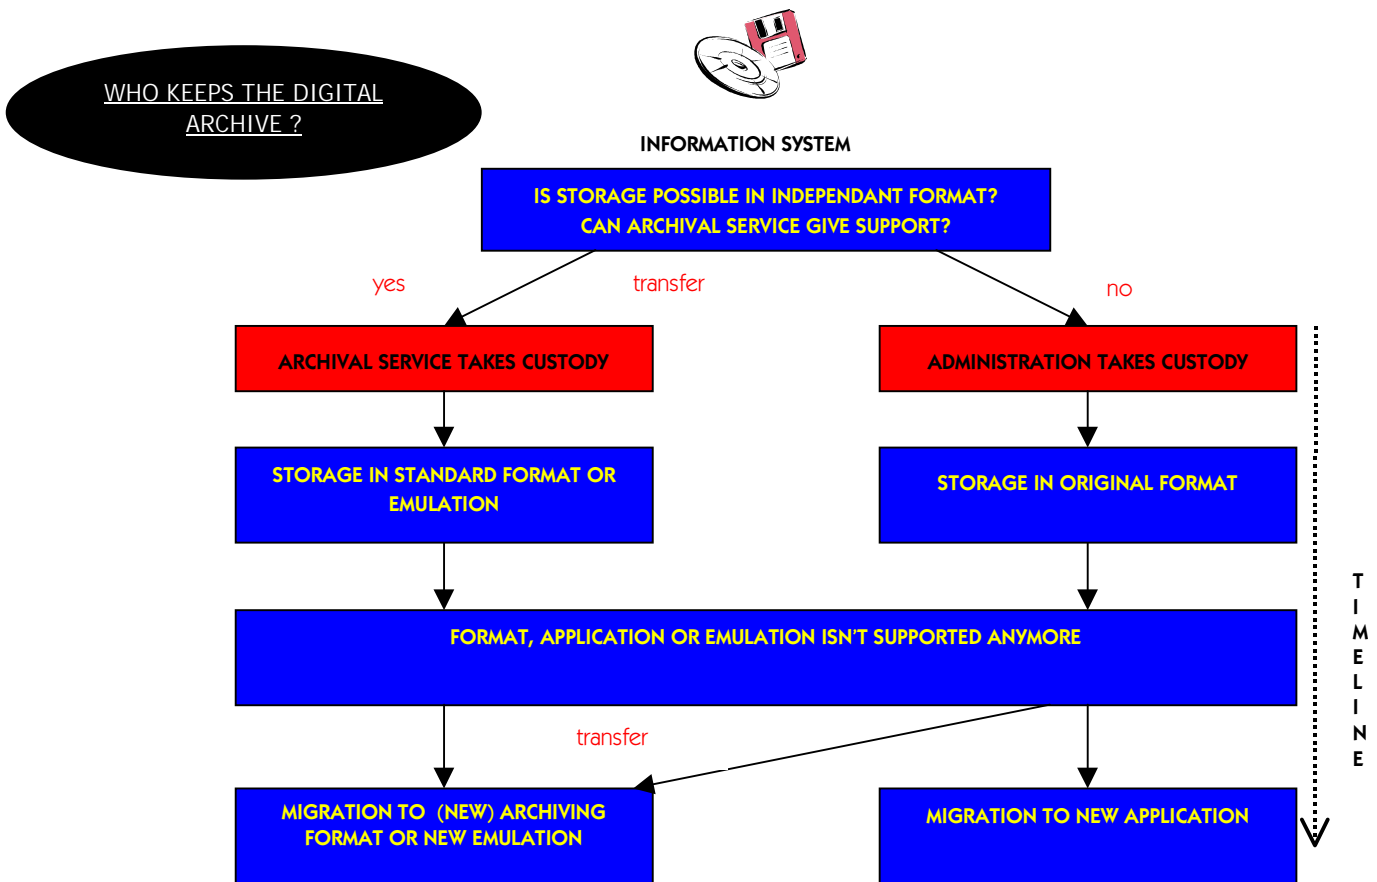 WHO KEEPS THE DIGITAL
ARCHIVE ?
INFORMATION SYSTEM
IS STORAGE POSSIBLE IN INDEPENDANT FORMAT?
CAN ARCHIVAL SERVICE GIVE SUPPORT?
yes
transfer
no
ARCHIVAL SERVICE TAKES CUSTODY
ADMINISTRATION TAKES CUSTODY
STORAGE IN STANDARD FORMAT OR
EMULATION
STORAGE IN ORIGINAL FORMAT
FORMAT, APPLICATION OR EMULATION ISN'T SUPPORTED ANYMORE
transfer
MIGRATION TO (NEW) ARCHIVING
FORMAT OR NEW EMULATION
MIGRATION TO NEW APPLICATION
TIMELINE